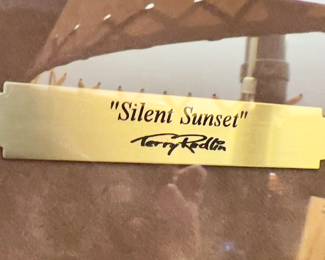 "Silent Sunset"
Terry Redlin